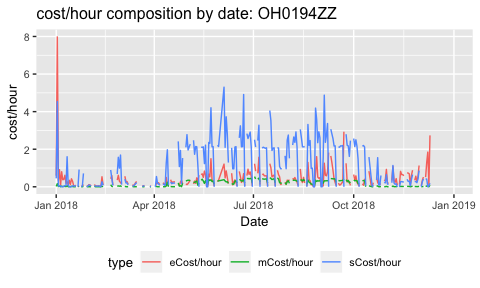 cost/hour composition by date: OH0194ZZ
8
6
4
2
0
cost/hour
Jan 2018 Apr 2018 Jul 2018 Oct 2018 Jan 2019
Date
type eCost/hour mCost/hour sCost/hour